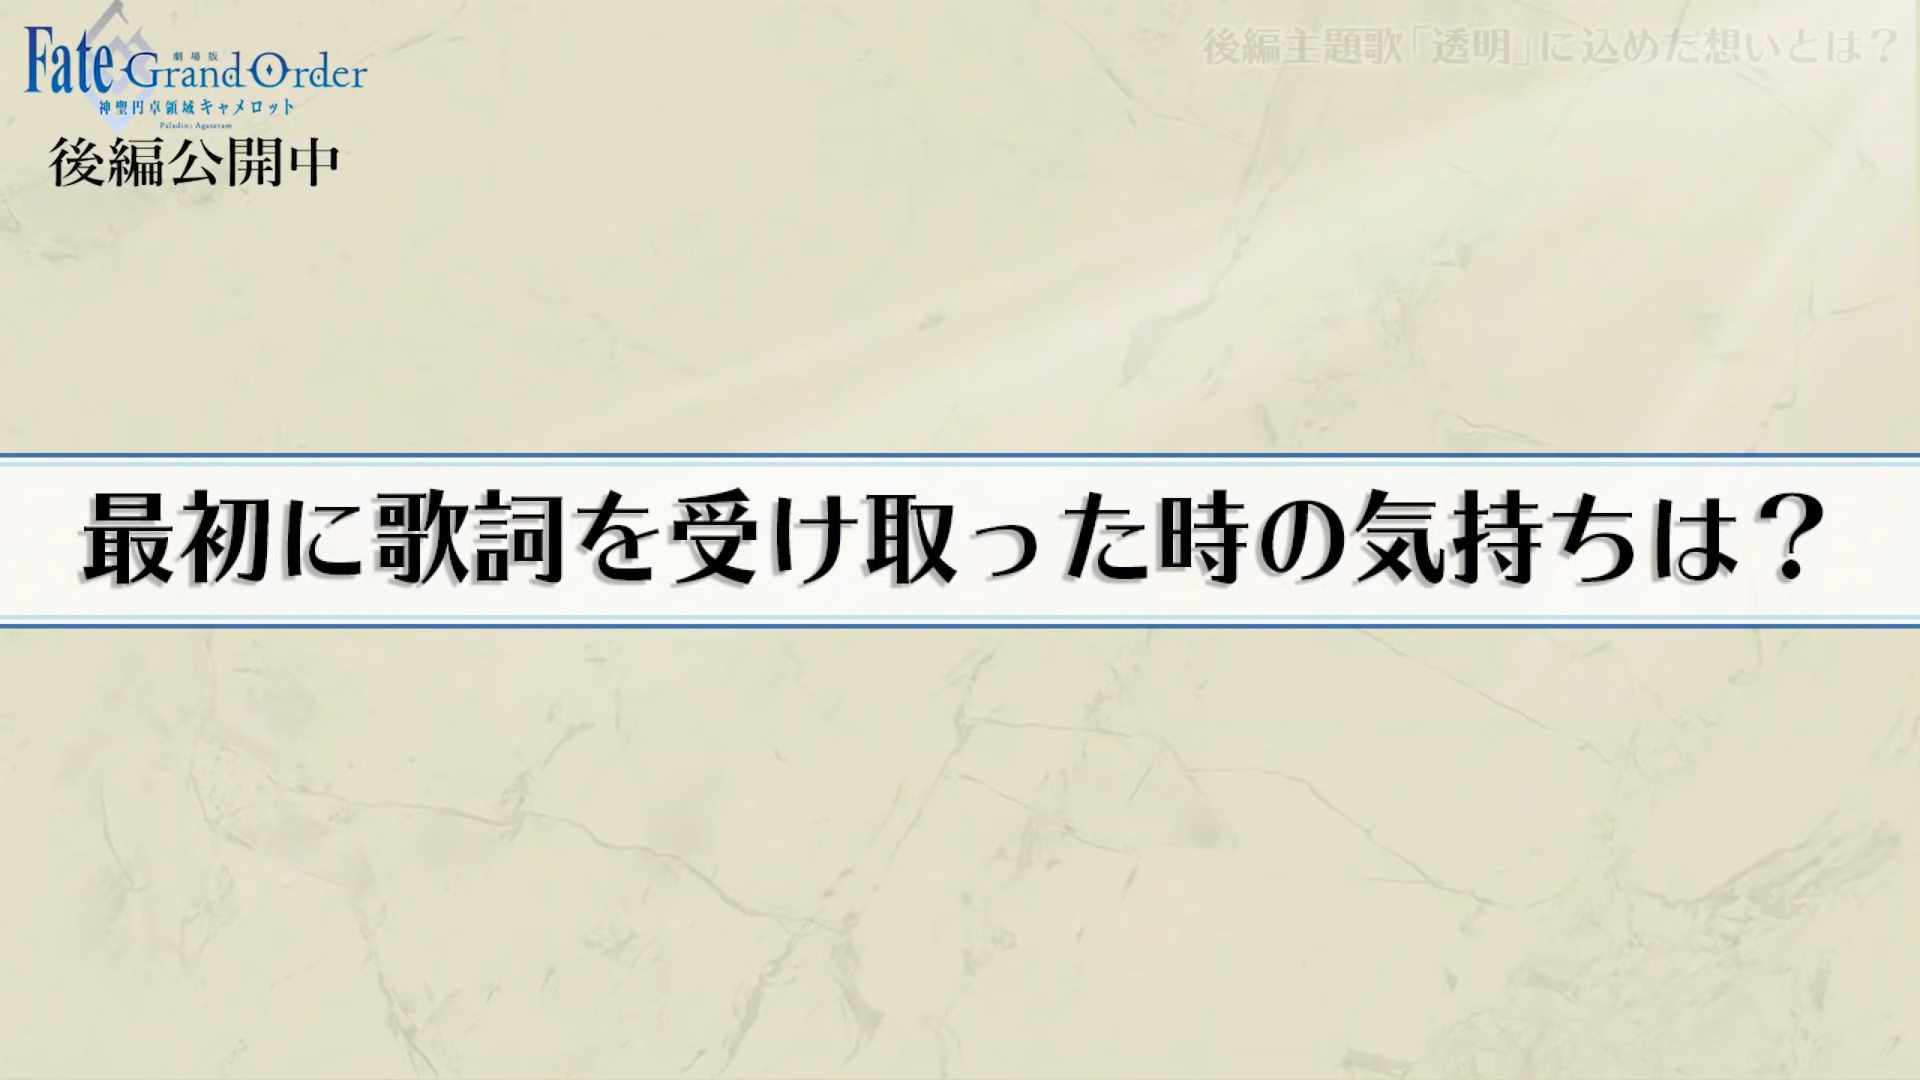 劇場版
Fate Grand Order
神聖円卓領域キャメロット
Paladin; Agateram
後編公開中
後編主題歌「透明」に込めた想いとは？
最初に歌詞を受け取った時の気持ちは？